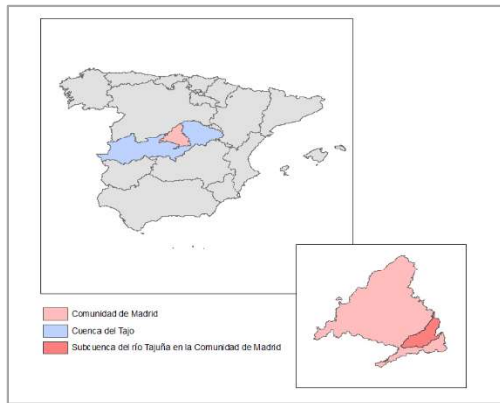 Comunidad de Madrid
Cuenca del Tajo
Subcuenca del río Tajuña en la Comunidad de Madrid